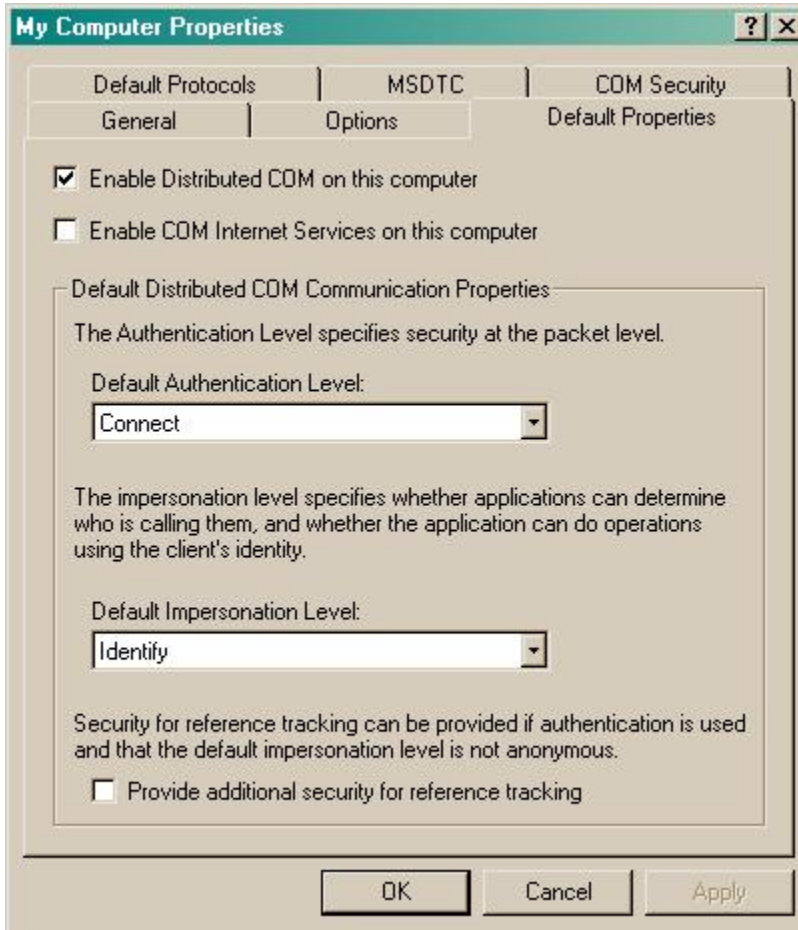 My Computer Properties
Default Protocols MSDTC COM Security
General Options Default Properties
Enable Distributed COM on this computer
Enable COM Internet Services on this computer
Default Distributed COM Communication Properties
The Authentication Level specifies security at the packet level.
Default Authentication Level:
Connect
The impersonation level specifies whether applications can determine
who is calling them, and whether the application can do operations
using the client's identity.
Default Impersonation Level:
Identify
Security for reference tracking can be provided if authentication is used
and that the default impersonation level is not anonymous.
Provide additional security for reference tracking
OK Cancel Apply